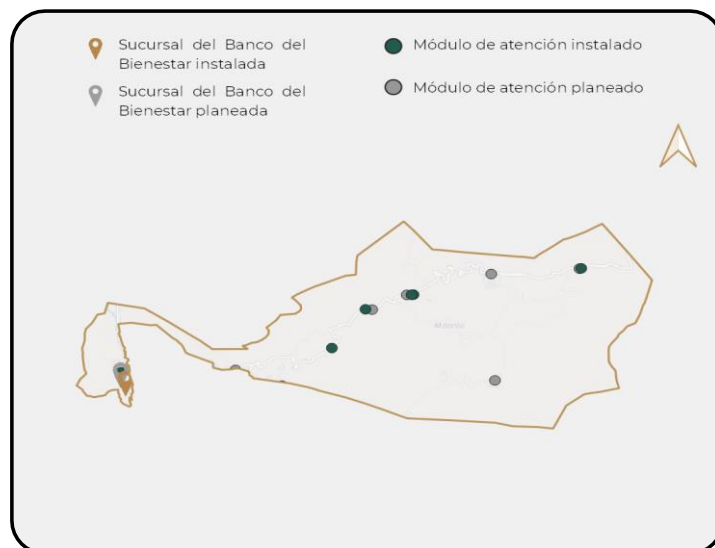 Sucursal del Banco del
Bienestar instalada
Sucursal del Banco del
Bienestar planeada
Módulo de atención instalado
Módulo de atención planeado